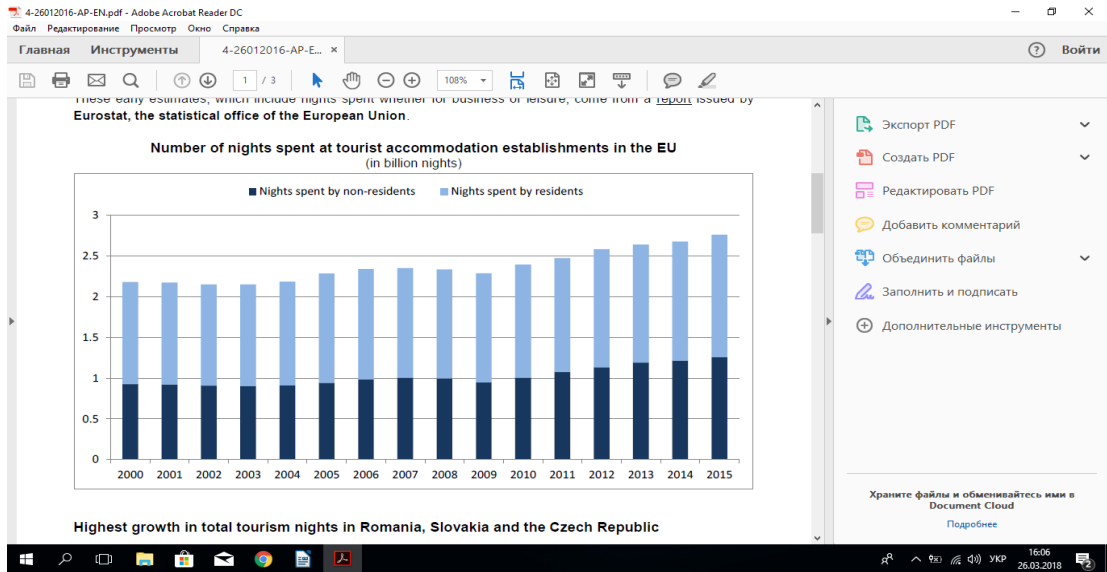 4-26012016-AP-EN.pdf - Adobe Acrobat Reader DC
Файл Редактирование Просмотр Окно Справка
Главная Инструменты 4-26012016-AP-E... × Войти
1 / 3 108%
These early estimates, which include nights spent whether for business or leisure, come from a report issued by
Eurostat, the statistical office of the European Union.
Number of nights spent at tourist accommodation establishments in the EU
(in billion nights)
Nights spent by non-residents Nights spent by residents
3
2.5
2
1.5
1
0.5
0
2000 2001 2002 2003 2004 2005 2006 2007 2008 2009 2010 2011 2012 2013 2014 2015
Highest growth in total tourism nights in Romania, Slovakia and the Czech Republic
Экспорт PDF
Создать PDF
Редактировать PDF
Добавить комментарий
Объединить файлы
Заполнить и подписать
Дополнительные инструменты
Храните файлы и обменивайтесь ими в
Document Cloud
Подробнее
УКР
16:06
26.03.2018
2